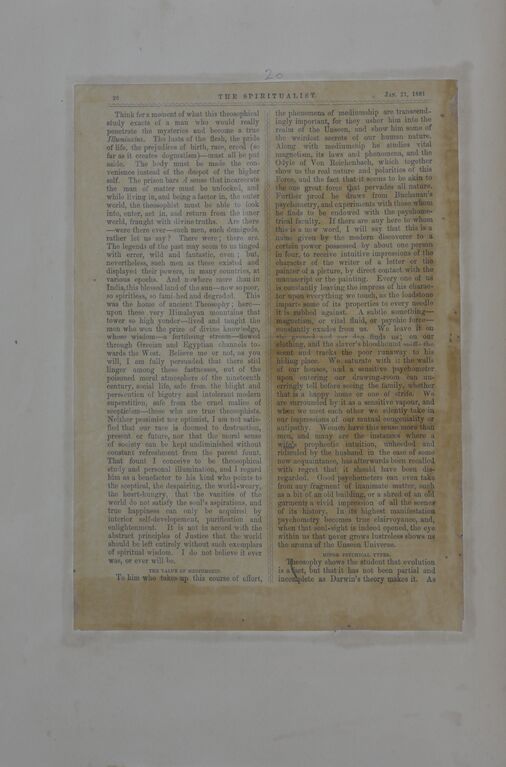 20
20
THE SPIRITUALIST.
JAN. 21, 1881
Think for a moment of what this theosophical
study exacts of a man who would really
penetrate the mysteries and become a true
Illuminatus. The lusts of the flesh, the pride
of life, the prejudices of birth, race, creed (so
far as it creates dogmatism)—must all be put
aside. The body must be made the con-
venience instead of the despot of the higher
self. The prison bars of sense that incarcerate
the man of matter must be unlocked, and
while living in, and being a factor in, the outer
world, the theosophist must be able to look
into, enter, act in, and return from the inner
world, fraught with divine truths. Are there
—were there ever—such men, such demigods,
rather let us say? There were; there are.
The legends of the past may seem to us tinged
with error, wild and fantastic, even; but,
nevertheless, such men as these existed and
displayed their powers, in many countries, at
various epochs. And nowhere more than in
India, this blessed land of the sun—now so poor,
so spiritless, so famished and degraded. This
was the home of ancient Theosophy; here—
upon these very Himalayan mountains that
tower so high yonder—lived and taught the
men who won the prize of divine knowledge,
whose wisdom—a fertilising stream—flowed
through Grecian and Egyptian channels to-
wards the West. Believe me or not, as you
will, I am fully persuaded that there still
linger among these fastnesses, out of the
poisoned moral atmosphere of the nineteenth
century, social life, safe from the blight and
persecution of bigotry and intolerant modern
superstition, safe from the cruel malice of
scepticism—those who are true theosophists.
Neither pessimist nor optimist, I am not satis-
fied that our race is doomed to destruction,
present or future, nor that the moral sense
of society can be kept undiminished without
constant refreshment from the parent fount.
That fount I conceive to be theosophical
study and personal illumination, and I regard
him as a benefactor to his kind who points to
the sceptical, the despairing, the world-weary,
the heart-hungry, that the vanities of the
world do not satisfy the soul's aspirations, and
true happiness can only be acquired by
interior self-developement, purification and
enlightenment. It is not in accord with the
abstract principles of Justice that the world
should be left entirely without such exemplars
of spiritual wisdom. I do not believe it ever
was, or ever will be.
THE VALUE OF MEDIUMSHIP.
To him who takes up this course of effort,
the phenomena of mediumship are transcend-
ingly important, for they usher him into the
realm of the Unseen, and show him some of
the weirdest secrets of our human nature.
Along with mediumship he studies vital
magnetism, its laws and phenomena, and the
Odyle of Von Reichenbach, which together
show us the real nature and polarities of this
Force, and the fact that it seems to be akin to
the one great force that pervades all nature.
Further proof he draws from Buchanan's
psychometry, and experiments with those whom
he finds to be endowed with the psychome-
trical faculty. If there are any here to whom
this is a new word, I will say that this is a
name given by the modern discoverer to a
certain power possessed by about one person
in four, to receive intuitive impressions of the
character of the writer of a letter or the
painter of a picture, by direct contact with the
manuscript or the painting. Every one of us
is constantly leaving the impress of his charac-
ter upon everything we touch, as the loadstone
imparts some of its properties to every needle
it is rubbed against. A subtle something—
magnetism, or vital fluid, or psychic force—
constantly exudes from us. We leave it on
the ground and our dog finds us; on our
clothing, and the slaver's bloodhound sniffs the
scent and tracks the poor runaway to his
hiding place. We saturate with it the walls
of our houses, and a sensitive psychometer
upon entering our drawing-room can un-
erringly tell before seeing the family, whether
that is a happy home or one of strife. We
are surrounded by it as a sensitive vapour, and
when we meet each other we silently take in
our impressions of our mutual congeniality or
antipathy. Women have this sense more than
men, and many are the instances where a
wife's prophetic intuition, unheeded and
ridiculed by the husband in the case of some
new acquaintance, has afterwards been recalled
with regret that it should have been dis-
regarded. Good psychometers can even take
from any fragment of inanimate matter, such
as a bit of an old building, or a shred of an old
garment a vivid impression of all the scenes
of its history. In its highest manifestation
psychometry becomes true clairvoyance, and,
when that soul-sight is indeed opened, the eye
within us that never grows lustreless shows us
the arcana of the Unseen Universe.
MINOR PSYCHICAL TYPES.
Theosophy shows the student that evolution
is a fact, but that it has not been partial and
incomplete as Darwin's theory makes it. As